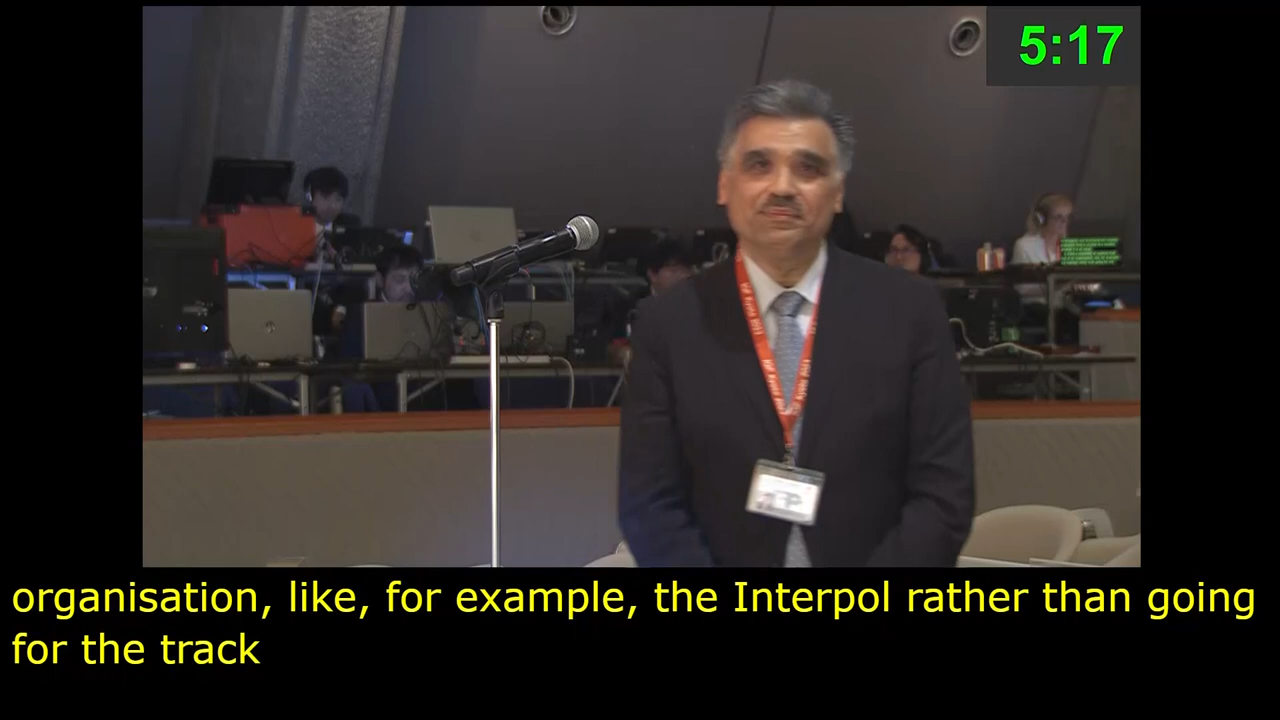 5:17
organisation, like, for example, the Interpol rather than going
for the track